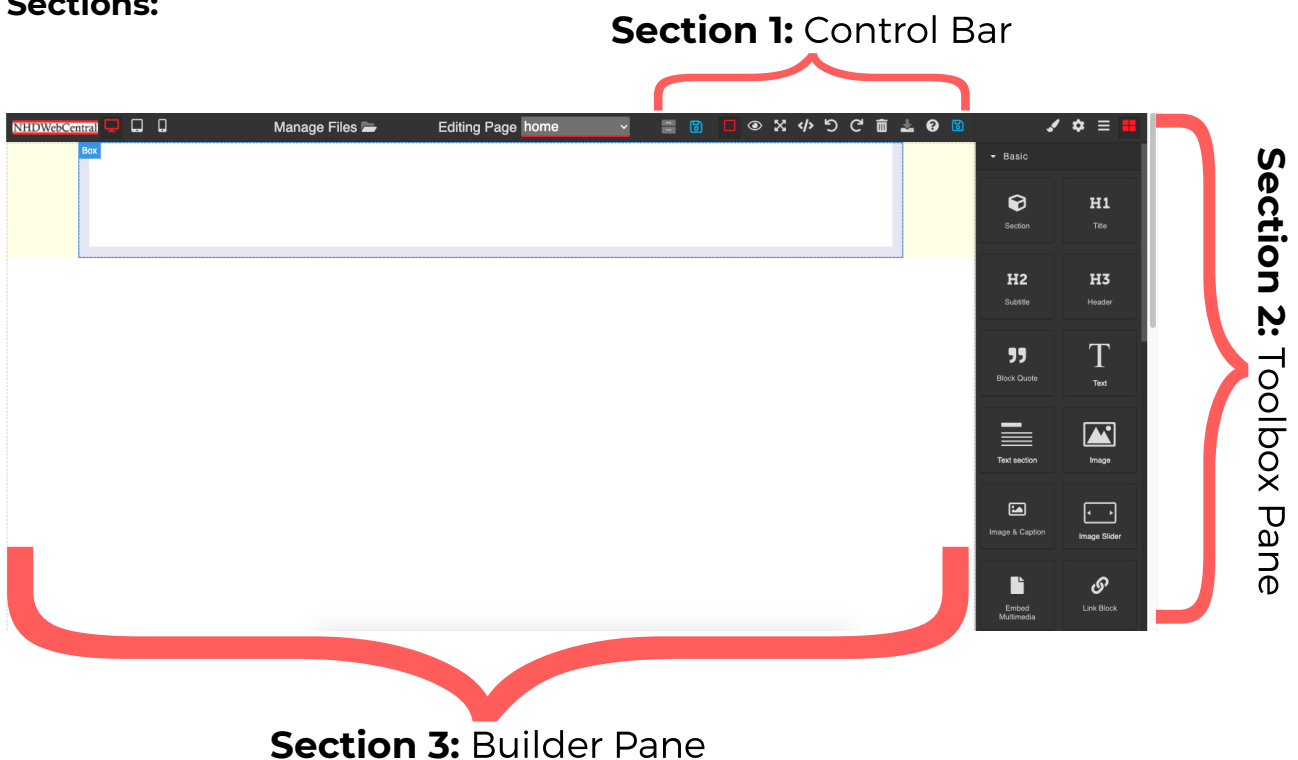 Sections:
Section 1: Control Bar
NHDWebCentral
Manage Files
Editing Page home
Box
Basic
Section
H1
Title
H2
Subtitle
H3
Header
Block Quote
T
Text
Text section
Image
Image & Caption
Image Slider
Embed
Multimedia
Link Block
Section 2: Toolbox Pane
Section 3: Builder Pane